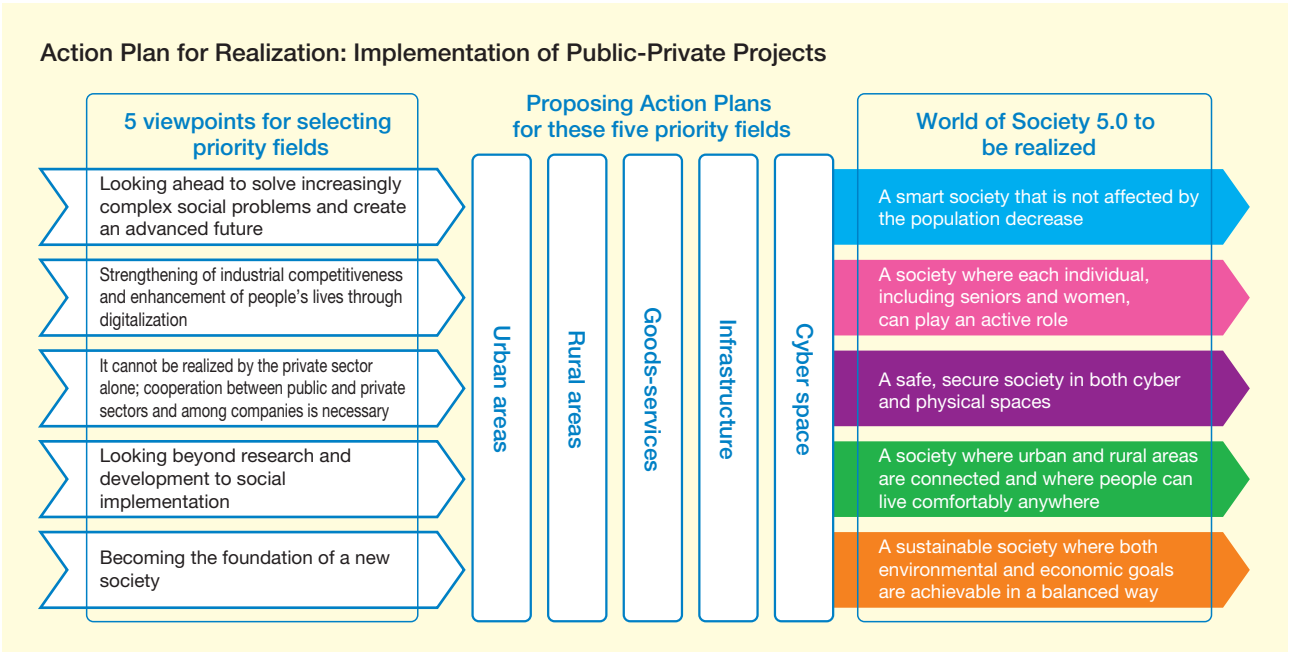 Action Plan for Realization: Implementation of Public-Private Projects
5 viewpoints for selecting
priority fields
Looking ahead to solve increasingly
complex social problems and create
an advanced future
Strengthening of industrial competitiveness
and enhancement of people's lives through
digitalization
It cannot be realized by the private sector
alone; cooperation between public and private
sectors and among companies is necessary
Looking beyond research and
development to social
implementation
Becoming the foundation of a new
society
Proposing Action Plans
for these five priority fields
Urban areas
Rural areas
Goods-services
Infrastructure
Cyber space
World of Society 5.0 to
be realized
A smart society that is not affected by
the population decrease
A society where each individual,
including seniors and women,
can play an active role
A safe, secure society in both cyber
and physical spaces
A society where urban and rural areas
are connected and where people can
live comfortably anywhere
A sustainable society where both
environmental and economic goals
are achievable in a balanced way